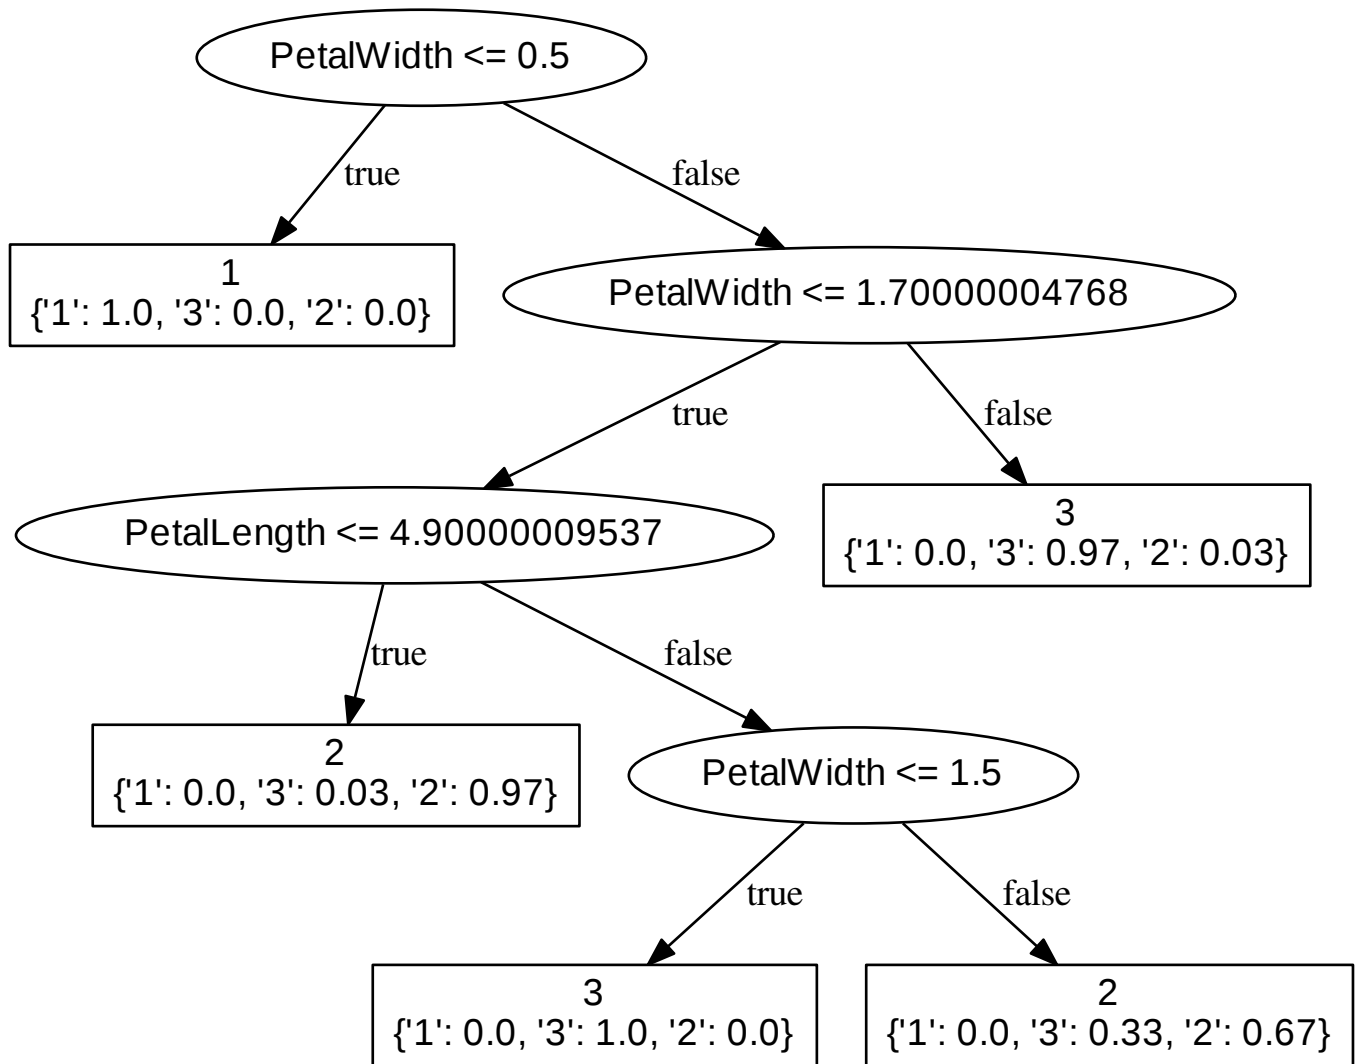 PetalWidth <= 0.5
true
false
1
{'1': 1.0, '3': 0.0, '2': 0.0}
PetalWidth <= 1.70000004768
true
false
PetalLength <= 4.90000009537
3
{'1': 0.0, '3': 0.97, '2': 0.03}
true
false
2
{'1': 0.0, '3': 0.03, '2': 0.97}
PetalWidth <= 1.5
true
false
3
{'1': 0.0, '3': 1.0, '2': 0.0}
2
{'1': 0.0, '3': 0.33, '2': 0.67}